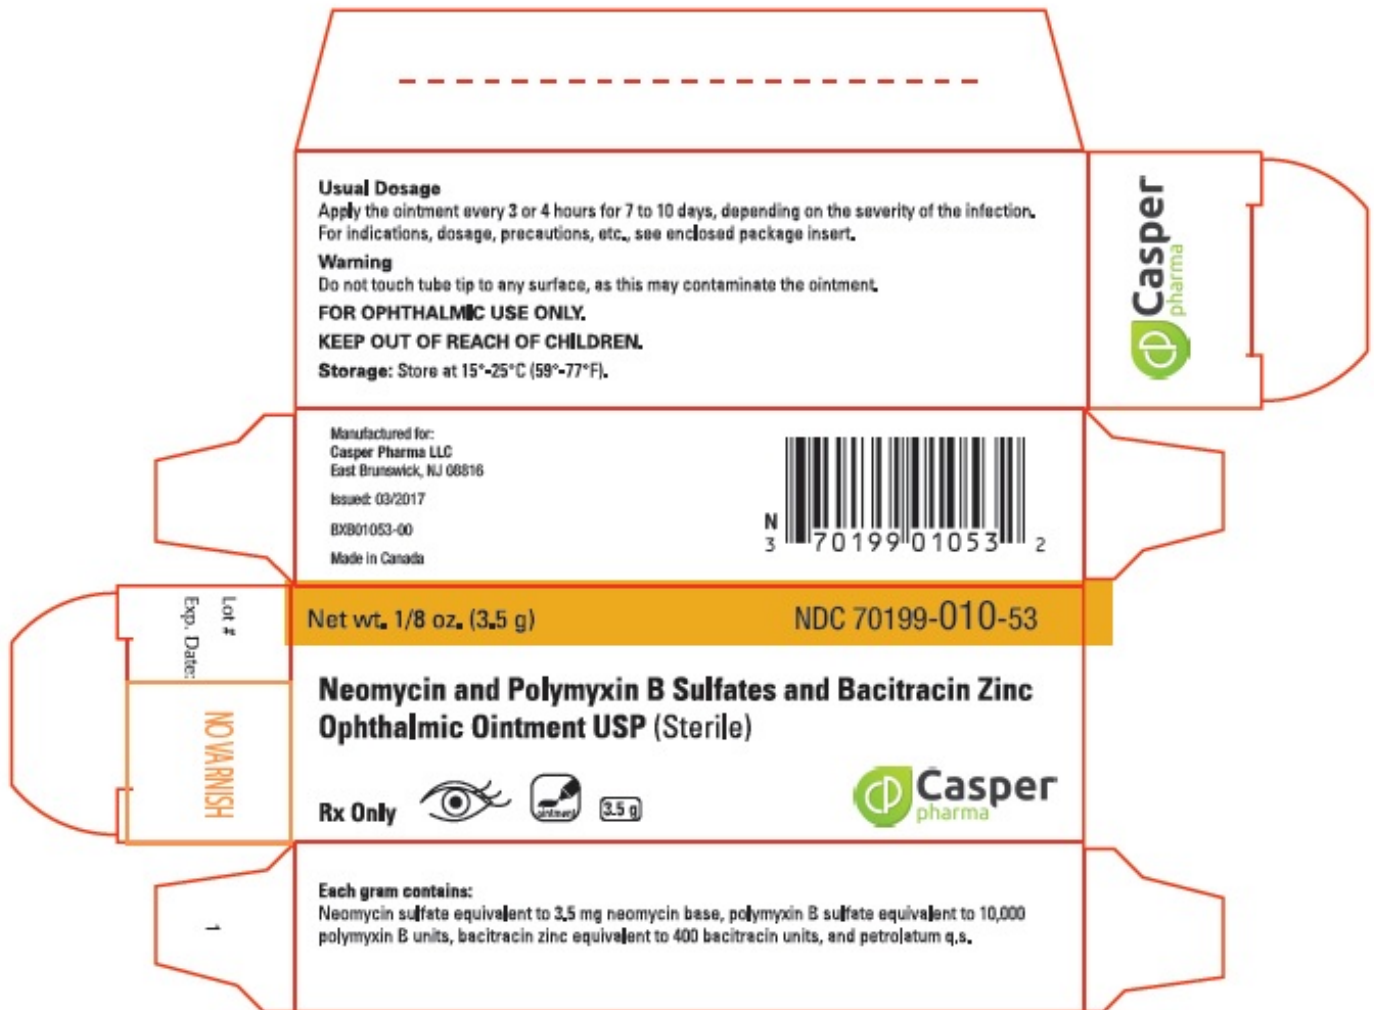 Usual Dosage
Apply the ointment every 3 or 4 hours for 7 to 10 days, depending on the severity of the infection.
For indications, dosage, precautions, etc., see enclosed package insert.
Warning
Do not touch tube tip to any surface, as this may contaminate the ointment.
FOR OPHTHALMIC USE ONLY.
KEEP OUT OF REACH OF CHILDREN.
Storage: Store at 15°-25°C (59°-77°F).
Casper
pharma
Manufactured for:
Casper Pharma LLC
East Brunswick, NJ 08816
Issued: 03/2017
BXB01053-00
Made in Canada
N
3 70199 01053 2
Lot #
Exp. Date:
NO VARNISH
Net wt. 1/8 oz. (3.5 g)
NDC 70199-010-53
Neomycin and Polymyxin B Sulfates and Bacitracin Zinc
Ophthalmic Ointment USP (Sterile)
Rx Only
ointment
3.5 g
Casper
pharma
Each gram contains:
Neomycin sulfate equivalent to 3.5 mg neomycin base, polymyxin B sulfate equivalent to 10,000
polymyxin B units, bacitracin zinc equivalent to 400 bacitracin units, and petrolatum q.s.
1